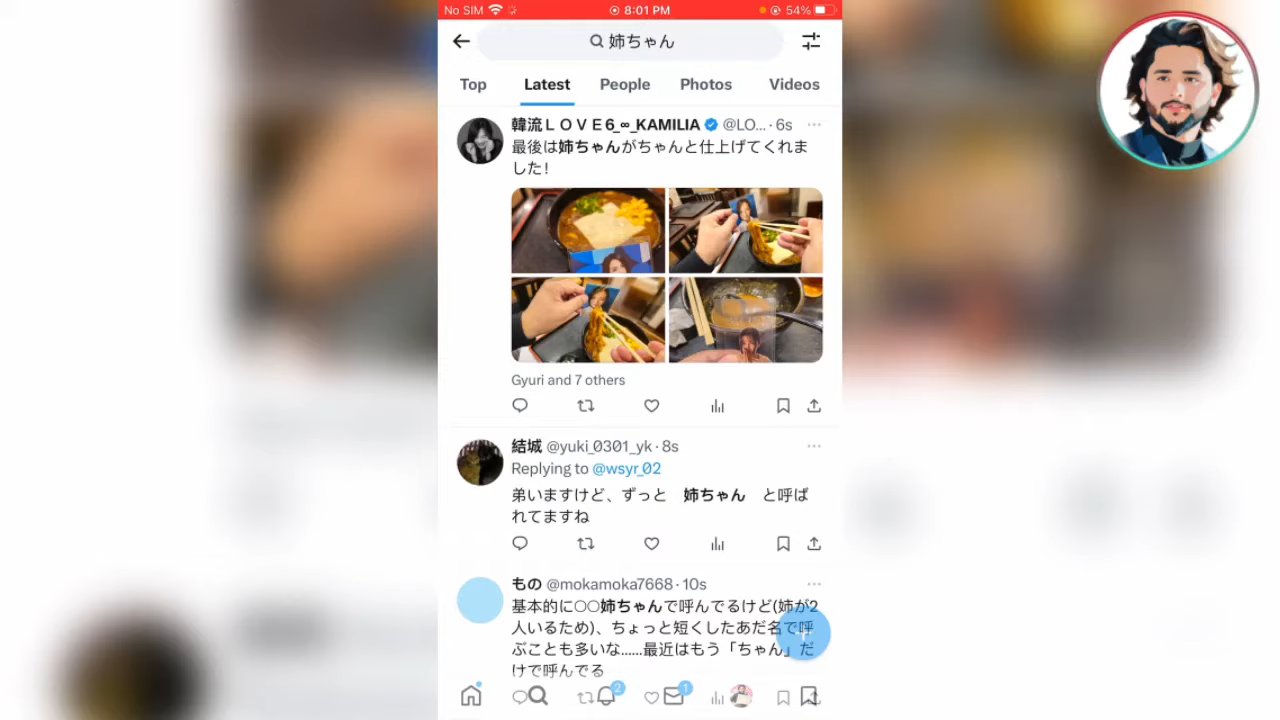 No SIM 8:01 PM 54%
姉ちゃん
Top Latest People Photos Videos
韓流ＬＯＶＥ6_∞_KAMILIA @LO... · 6s
最後は姉ちゃんがちゃんと仕上げてくれま
した!
Gyuri and 7 others
結城 @yuki_0301_yk · 8s
Replying to @wsyr_02
弟いますけど、ずっと　姉ちゃん　と呼ば
れてますね
もの @mokamoka7668 · 10s
基本的に○○姉ちゃんで呼んでるけど(姉が2
人いるため)、ちょっと短くしたあだ名で呼
ぶことも多いな......最近はもう「ちゃん」だ
けで呼んでる
2 1